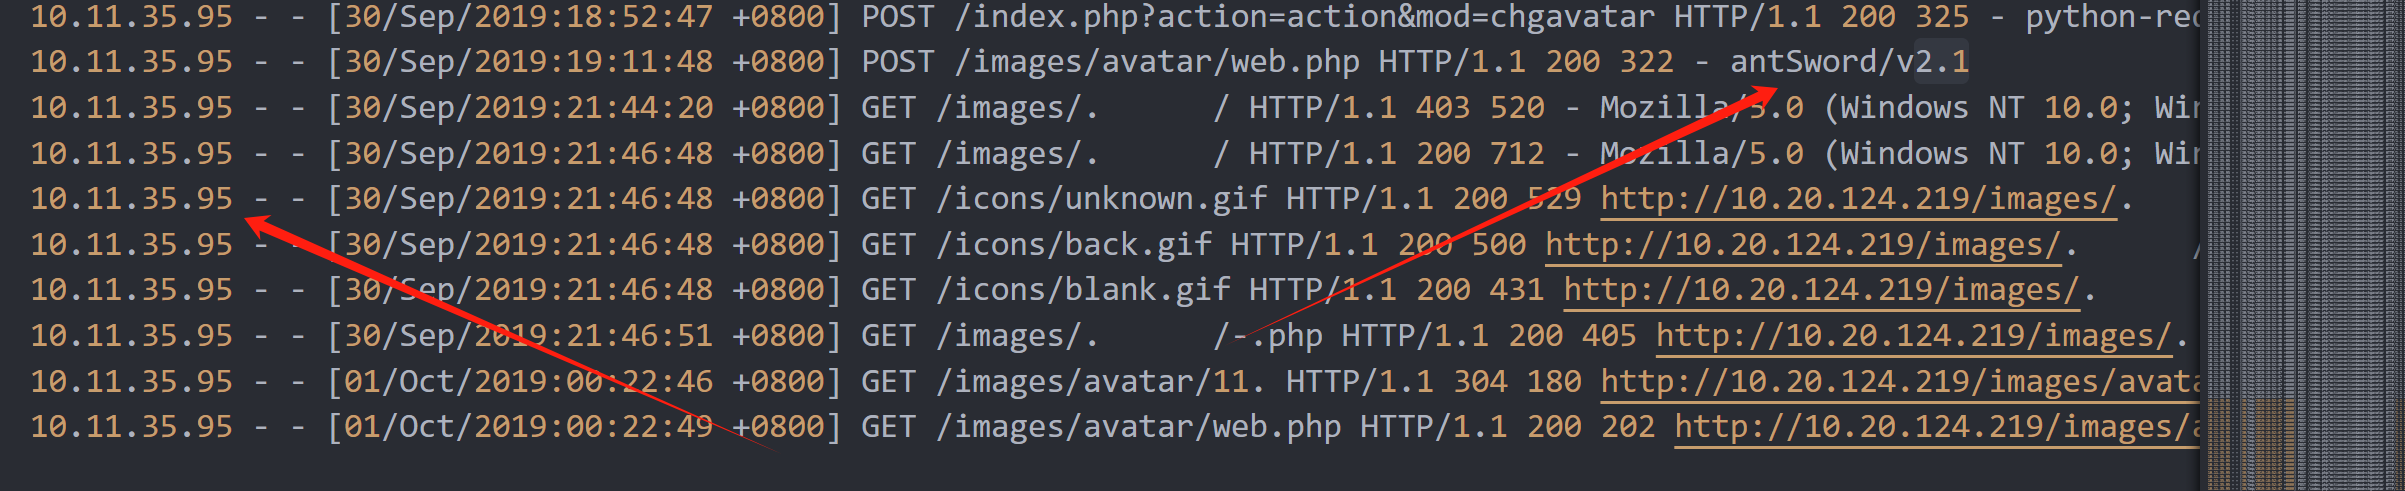 10.11.35.95 - - [30/Sep/2019:18:52:47 +0800] POST /index.php?action=action&mod=chgavatar HTTP/1.1 200 325 - python-rec
10.11.35.95 - - [30/Sep/2019:19:11:48 +0800] POST /images/avatar/web.php HTTP/1.1 200 322 - antSword/v2.1
10.11.35.95 - - [30/Sep/2019:21:44:20 +0800] GET /images/.      / HTTP/1.1 403 520 - Mozilla/5.0 (Windows NT 10.0; Win
10.11.35.95 - - [30/Sep/2019:21:46:48 +0800] GET /images/.      / HTTP/1.1 200 712 - Mozilla/5.0 (Windows NT 10.0; Win
10.11.35.95 - - [30/Sep/2019:21:46:48 +0800] GET /icons/unknown.gif HTTP/1.1 200 529 http://10.20.124.219/images/.
10.11.35.95 - - [30/Sep/2019:21:46:48 +0800] GET /icons/back.gif HTTP/1.1 200 500 http://10.20.124.219/images/.      /
10.11.35.95 - - [30/Sep/2019:21:46:48 +0800] GET /icons/blank.gif HTTP/1.1 200 431 http://10.20.124.219/images/.
10.11.35.95 - - [30/Sep/2019:21:46:51 +0800] GET /images/.      /-.php HTTP/1.1 200 405 http://10.20.124.219/images/.
10.11.35.95 - - [01/Oct/2019:00:22:46 +0800] GET /images/avatar/11. HTTP/1.1 304 180 http://10.20.124.219/images/avata
10.11.35.95 - - [01/Oct/2019:00:22:49 +0800] GET /images/avatar/web.php HTTP/1.1 200 202 http://10.20.124.219/images/a